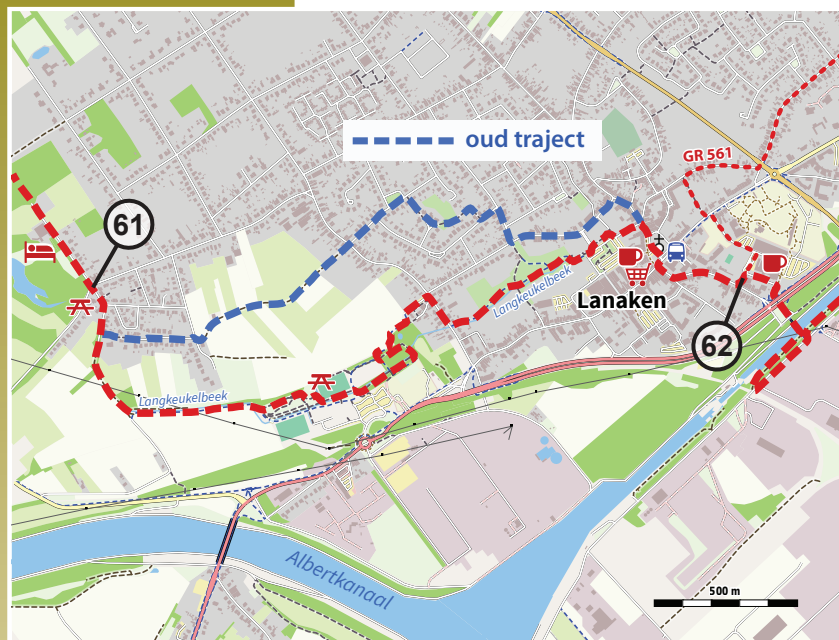 oud traject
GR 561
61
Langkeukelbeek
Lanaken
62
Langkeukelbeek
Albertkanaal
500 m